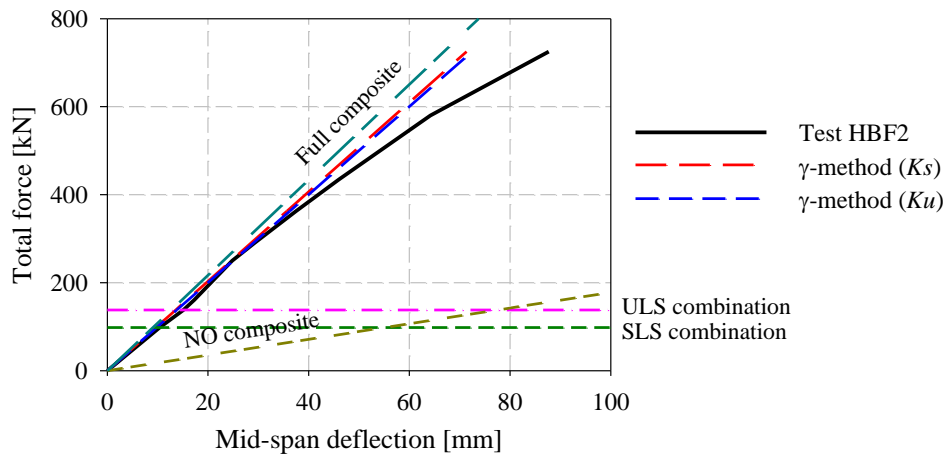 800
600
400
200
0
Total force [kN]
Full composite
NO composite
0 20 40 60 80 100
Mid-span deflection [mm]
Test HBF2
γ-method (Ks)
γ-method (Ku)
ULS combination
SLS combination